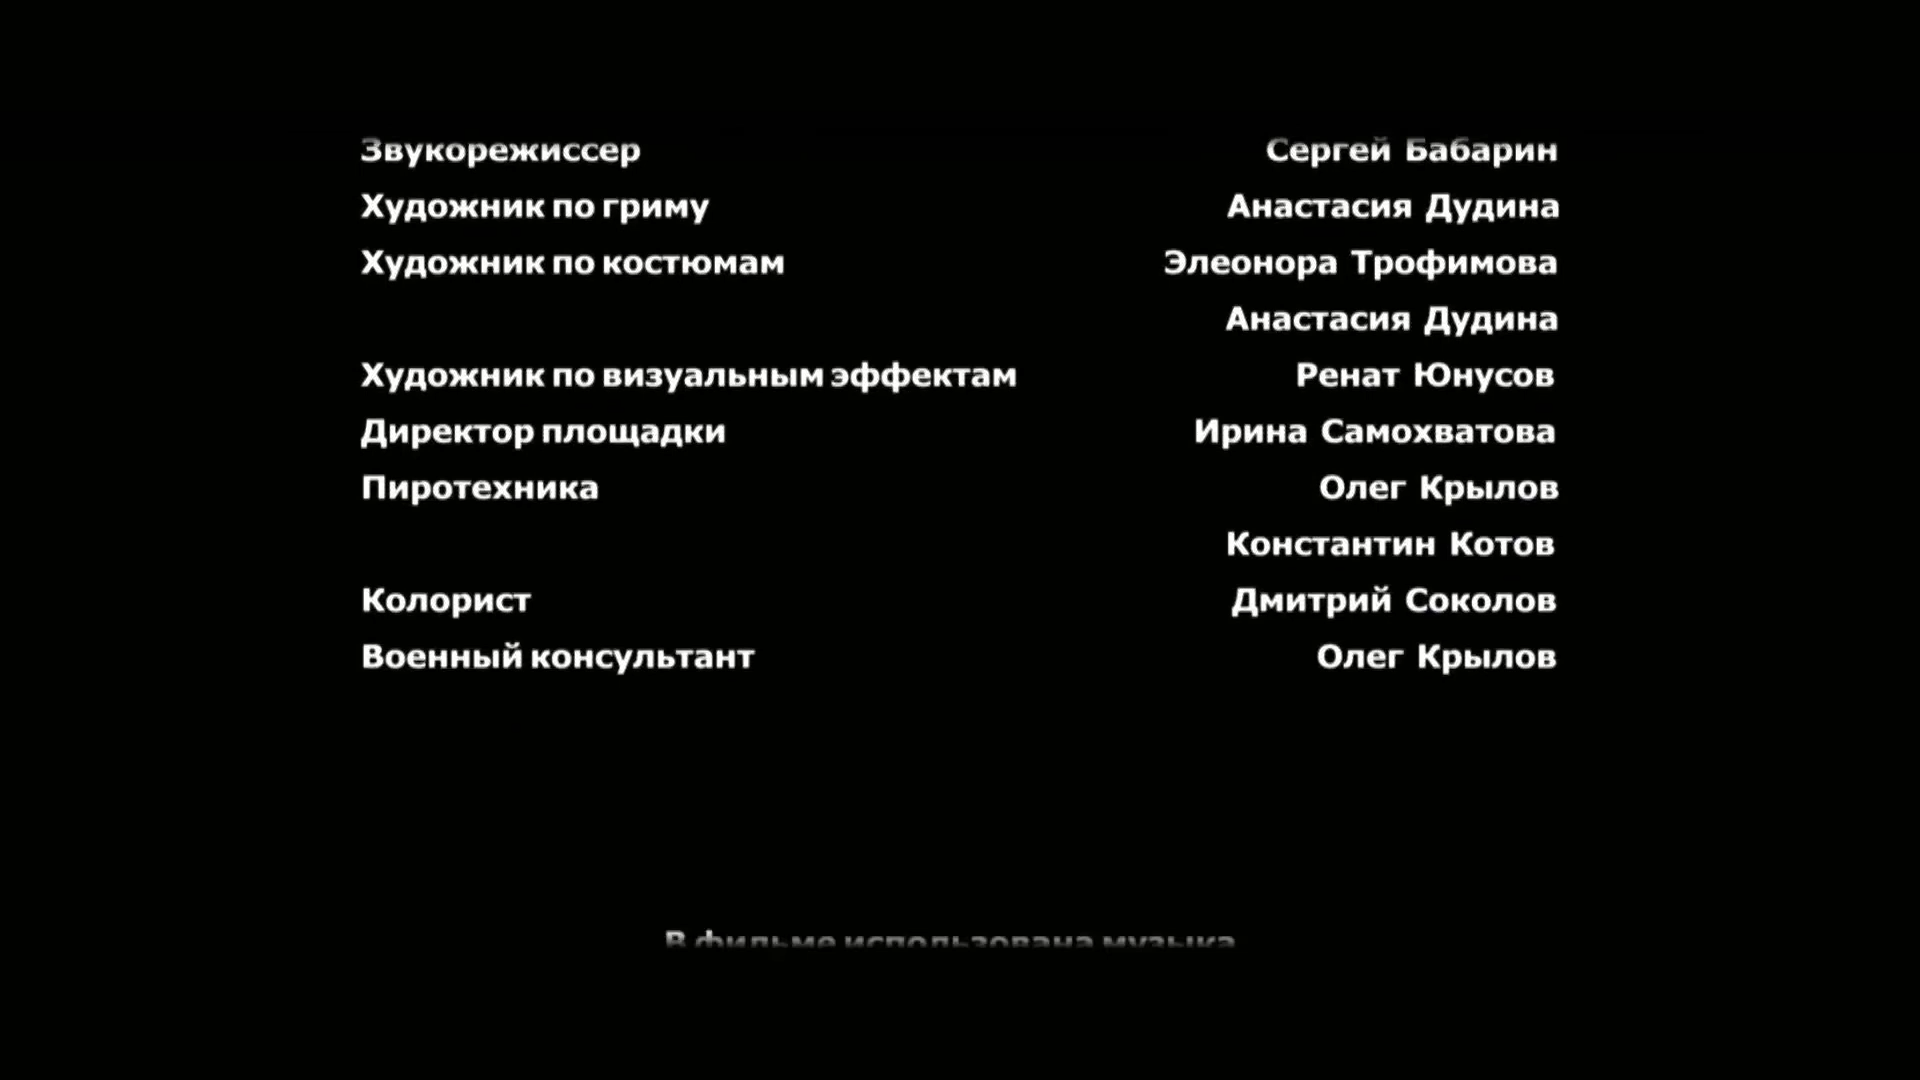 Звукорежиссер Сергей Бабарин
Художник по гриму Анастасия Дудина
Художник по костюмам Элеонора Трофимова
Анастасия Дудина
Художник по визуальным эффектам Ренат Юнусов
Директор площадки Ирина Самохватова
Пиротехника Олег Крылов
Константин Котов
Колорист Дмитрий Соколов
Военный консультант Олег Крылов
В фильме использована музыка